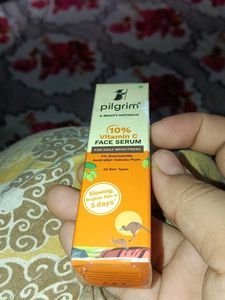 pilgrim®
K-BEAUTY AUSTRALIA
10%
Vitamin C
FACE SERUM
FOR DAILY BRIGHTNESS
5% Niacinamide
Australian Kakadu Plum
All Skin Types
Glowing,
Brighter Skin in
5 days*